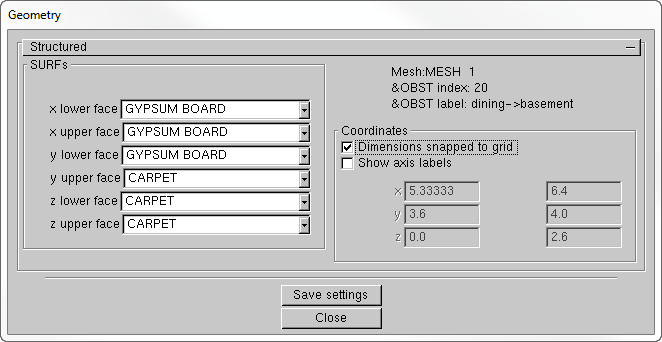 Geometry
Structured
SURFs
x lower face GYPSUM BOARD
x upper face GYPSUM BOARD
y lower face GYPSUM BOARD
y upper face CARPET
z lower face CARPET
z upper face CARPET
Mesh:MESH 1
&OBST index: 20
&OBST label: dining->basement
Coordinates
Dimensions snapped to grid
Show axis labels
x 5.33333 6.4
y 3.6 4.0
z 0.0 2.6
Save settings
Close